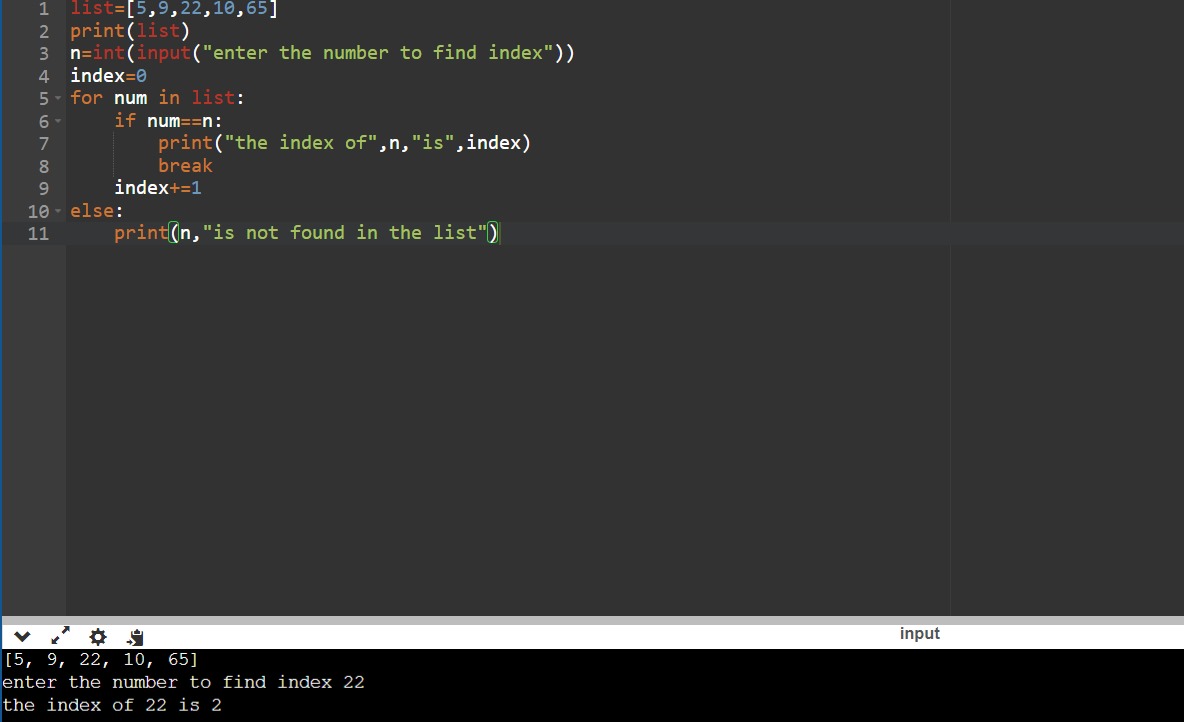 1 list=[5,9,22,10,65]
2 print(list)
3 n=int(input("enter the number to find index"))
4 index=0
5 for num in list:
6     if num==n:
7         print("the index of",n,"is",index)
8         break
9     index+=1
10 else:
11     print(n,"is not found in the list")
input
[5, 9, 22, 10, 65]
enter the number to find index 22
the index of 22 is 2